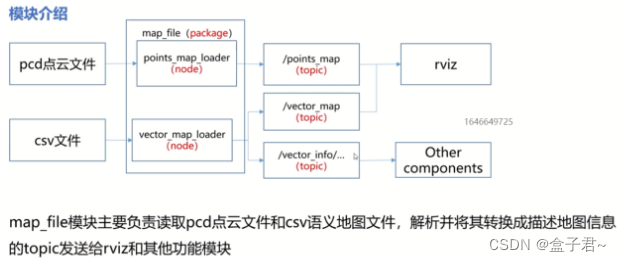 模块介绍
map_file（package）
pcd点云文件
points_map_loader
(node)
/points_map
(topic)
rviz
/vector_map
(topic)
1646649725
csv文件
vector_map_loader
(node)
/vector_info/...
(topic)
Other
components
map_file模块主要负责读取pcd点云文件和csv语义地图文件，解析并将其转换成描述地图信息
的topic发送给rviz和其他功能模块
CSDN @盒子君~